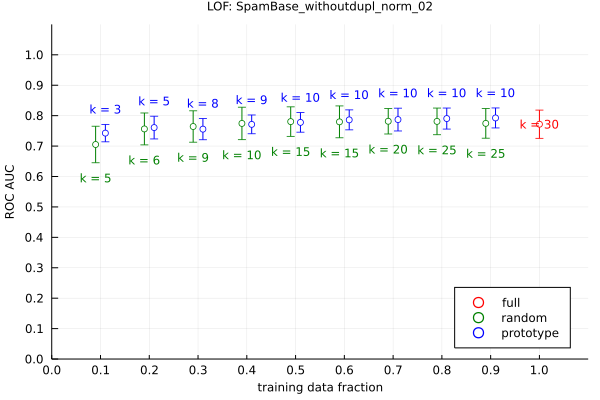 LOF: SpamBase_withoutdupl_norm_02
ROC AUC
1.0
0.9
0.8
0.7
0.6
0.5
0.4
0.3
0.2
0.1
0.0
k = 3
k = 5
k = 8
k = 9
k = 10
k = 10
k = 10
k = 10
k = 10
k = 5
k = 6
k = 9
k = 10
k = 15
k = 15
k = 20
k = 25
k = 25
k = 30
full
random
prototype
0.0 0.1 0.2 0.3 0.4 0.5 0.6 0.7 0.8 0.9 1.0
training data fraction